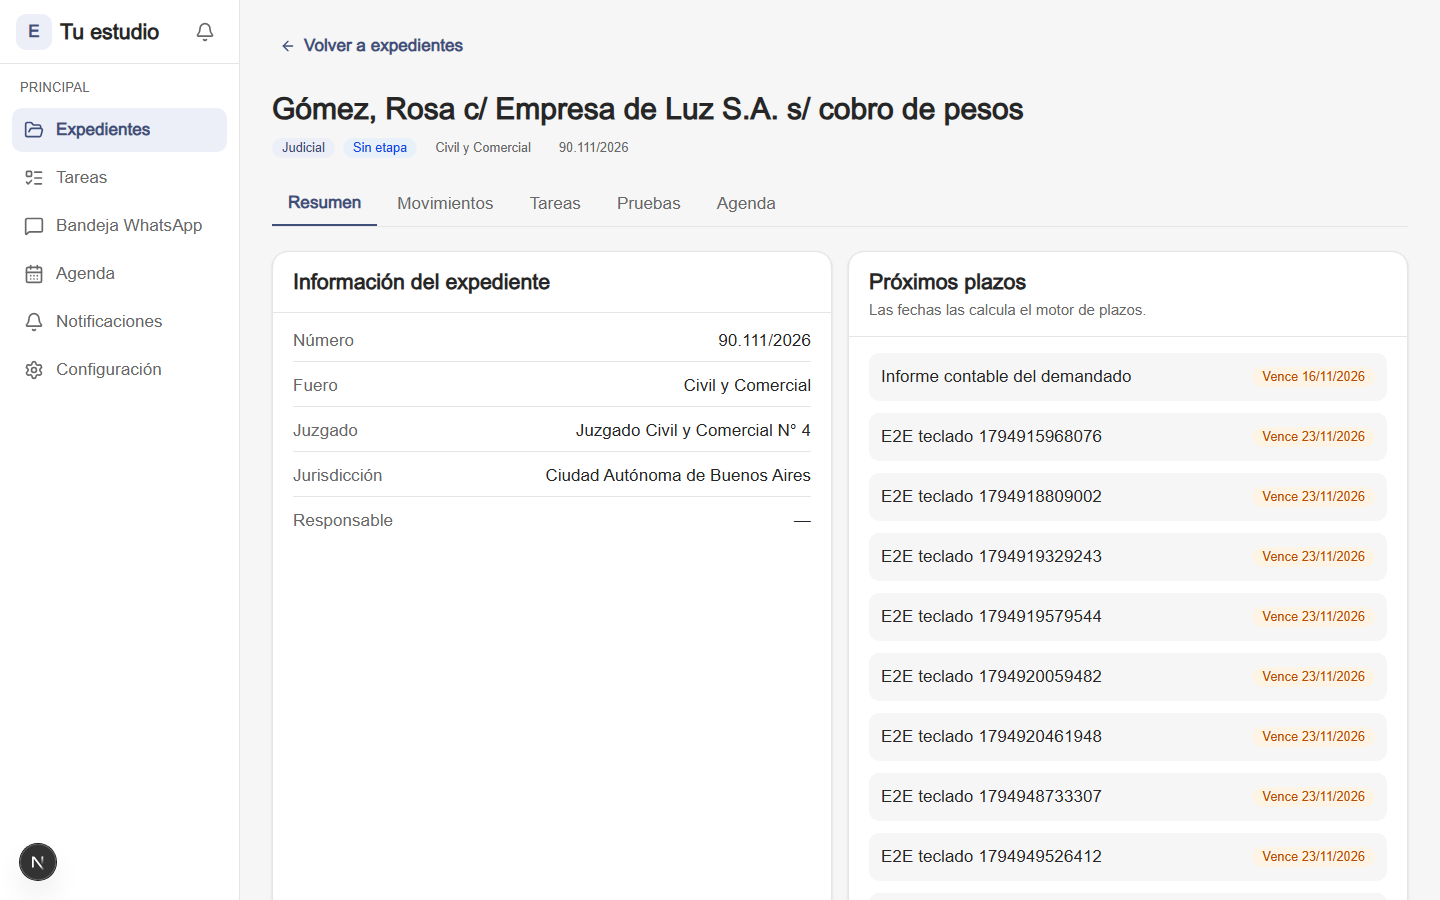 E Tu estudio
PRINCIPAL
Expedientes
Tareas
Bandeja WhatsApp
Agenda
Notificaciones
Configuración
N
← Volver a expedientes
Gómez, Rosa c/ Empresa de Luz S.A. s/ cobro de pesos
Judicial Sin etapa Civil y Comercial 90.111/2026
Resumen Movimientos Tareas Pruebas Agenda
Información del expediente
Número 90.111/2026
Fuero Civil y Comercial
Juzgado Juzgado Civil y Comercial N° 4
Jurisdicción Ciudad Autónoma de Buenos Aires
Responsable —
Próximos plazos
Las fechas las calcula el motor de plazos.
Informe contable del demandado Vence 16/11/2026
E2E teclado 1794915968076 Vence 23/11/2026
E2E teclado 1794918809002 Vence 23/11/2026
E2E teclado 1794919329243 Vence 23/11/2026
E2E teclado 1794919579544 Vence 23/11/2026
E2E teclado 1794920059482 Vence 23/11/2026
E2E teclado 1794920461948 Vence 23/11/2026
E2E teclado 1794948733307 Vence 23/11/2026
E2E teclado 1794949526412 Vence 23/11/2026